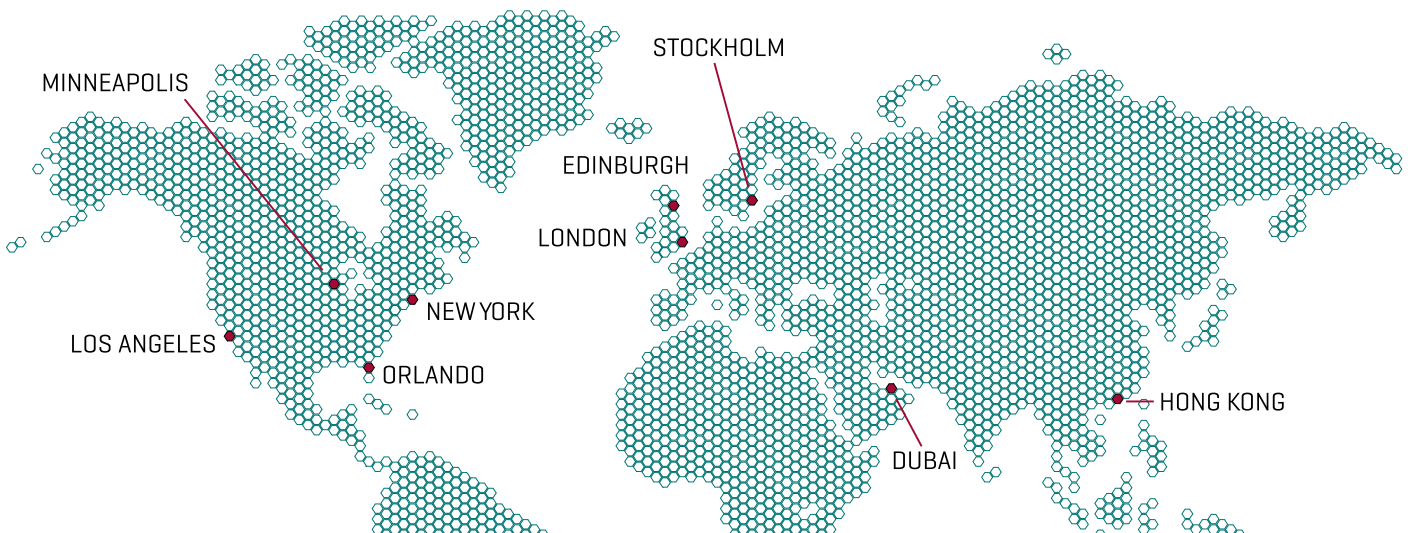 STOCKHOLM
MINNEAPOLIS
EDINBURGH
LONDON
NEW YORK
LOS ANGELES
ORLANDO
HONG KONG
DUBAI